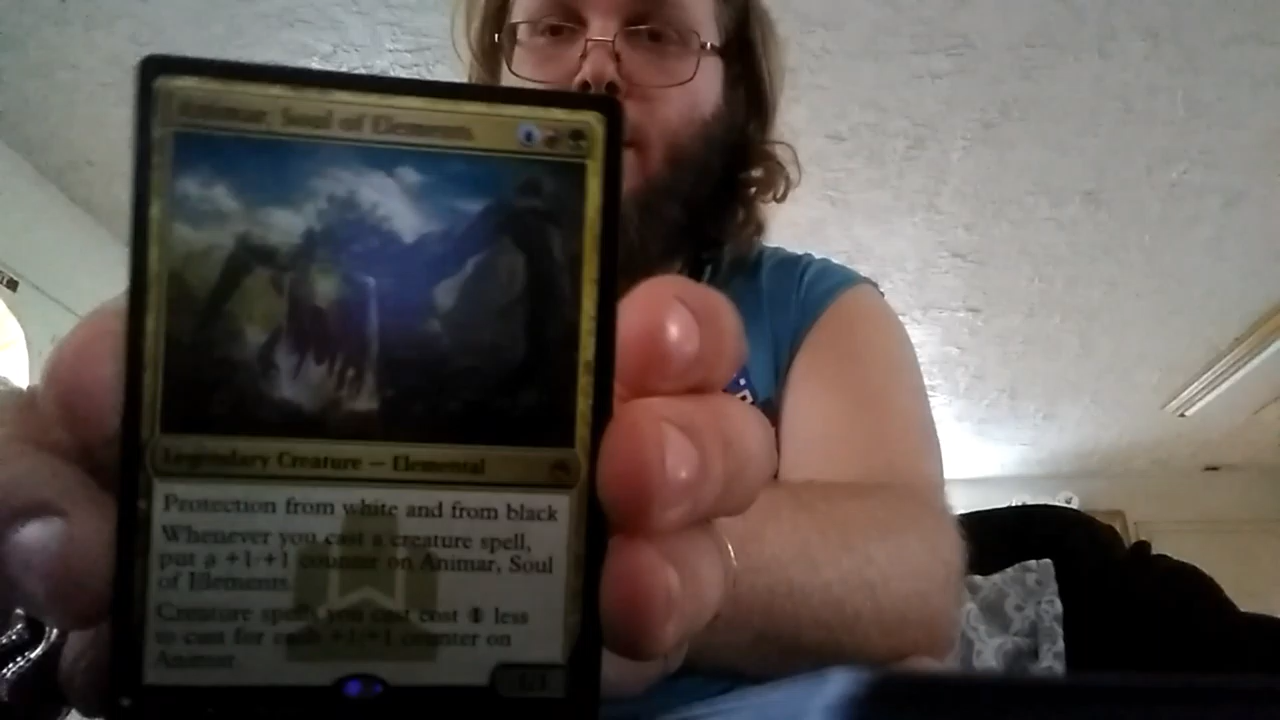 Animar, Soul of Elements
Legendary Creature — Elemental
Protection from white and from black
Whenever you cast a creature spell,
put a +1/+1 counter on Animar, Soul
of Elements.
Creature spells you cast cost 1 less
to cast for each +1/+1 counter on
Animar.